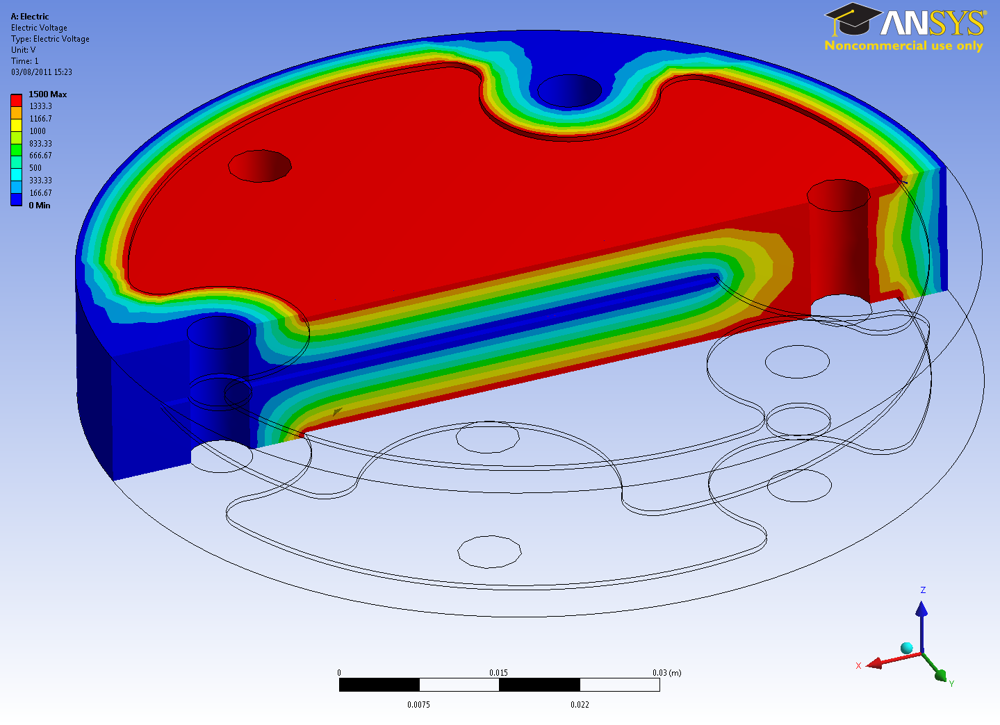 A: Electric
Electric Voltage
Type: Electric Voltage
Unit: V
Time: 1
03/08/2011 15:23
1500 Max
1333.3
1166.7
1000
833.33
666.67
500
333.33
166.67
0 Min
ANSYS®
Noncommercial use only
0
0.015
0.03 (m)
0.0075
0.022
Z
X
Y